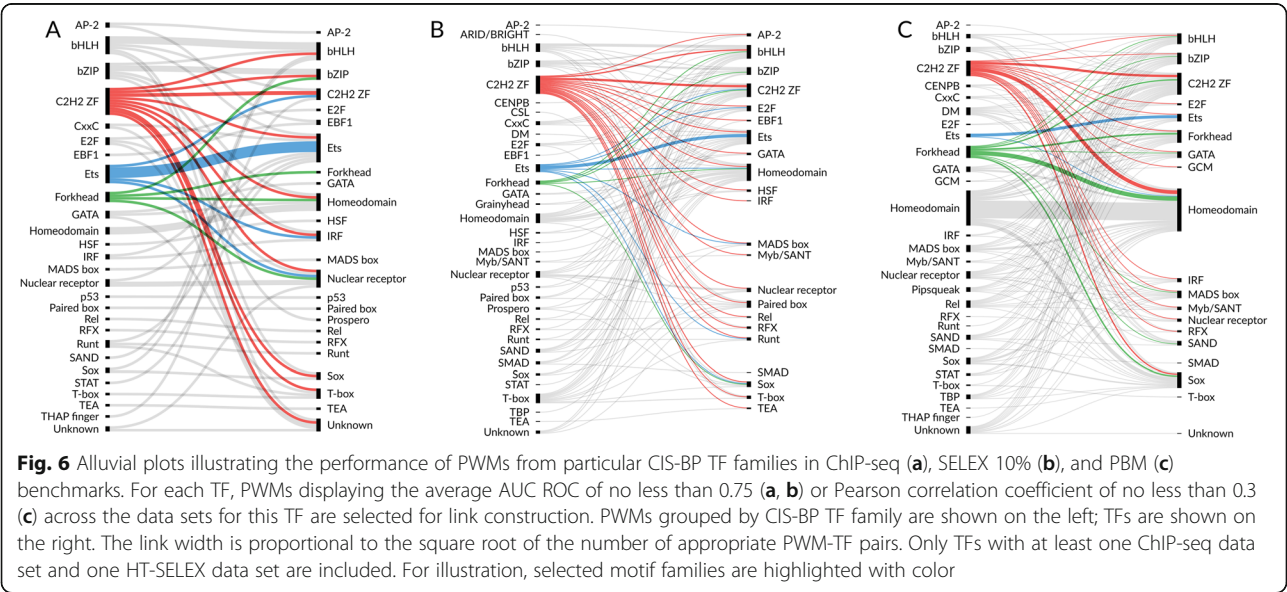 A
AP-2
bHLH
bZIP
C2H2 ZF
CxxC
E2F
EBF1
Ets
Forkhead
GATA
Homeodomain
HSF
IRF
MADS box
Nuclear receptor
p53
Paired box
Rel
RFX
Runt
SAND
Sox
STAT
T-box
TEA
THAP finger
Unknown
AP-2
bHLH
bZIP
C2H2 ZF
E2F
EBF1
Ets
Forkhead
GATA
Homeodomain
HSF
IRF
MADS box
Nuclear receptor
p53
Paired box
Prospero
Rel
RFX
Runt
Sox
T-box
TEA
Unknown
B
AP-2
ARID/BRIGHT
bHLH
bZIP
C2H2 ZF
CENPB
CSL
CxxC
DM
E2F
EBF1
Ets
Forkhead
GATA
Grainyhead
Homeodomain
HSF
IRF
MADS box
Myb/SANT
Nuclear receptor
p53
Paired box
Prospero
Rel
RFX
Runt
SAND
SMAD
Sox
STAT
T-box
TBP
TEA
Unknown
AP-2
bHLH
bZIP
C2H2 ZF
E2F
EBF1
Ets
GATA
Homeodomain
HSF
IRF
MADS box
Myb/SANT
Nuclear receptor
Paired box
Rel
RFX
Runt
SMAD
Sox
T-box
TEA
C
AP-2
bHLH
bZIP
C2H2 ZF
CENPB
CxxC
DM
E2F
Ets
Forkhead
GATA
GCM
Homeodomain
IRF
MADS box
Myb/SANT
Nuclear receptor
Pipsqueak
Rel
RFX
Runt
SAND
SMAD
Sox
STAT
T-box
TBP
TEA
THAP finger
Unknown
bHLH
bZIP
C2H2 ZF
E2F
Ets
Forkhead
GATA
GCM
Homeodomain
IRF
MADS box
Myb/SANT
Nuclear receptor
RFX
SAND
SMAD
Sox
T-box
Unknown
Fig. 6 Alluvial plots illustrating the performance of PWMs from particular CIS-BP TF families in ChIP-seq (a), SELEX 10% (b), and PBM (c)
benchmarks. For each TF, PWMs displaying the average AUC ROC of no less than 0.75 (a, b) or Pearson correlation coefficient of no less than 0.3
(c) across the data sets for this TF are selected for link construction. PWMs grouped by CIS-BP TF family are shown on the left; TFs are shown on
the right. The link width is proportional to the square root of the number of appropriate PWM-TF pairs. Only TFs with at least one ChIP-seq data
set and one HT-SELEX data set are included. For illustration, selected motif families are highlighted with color